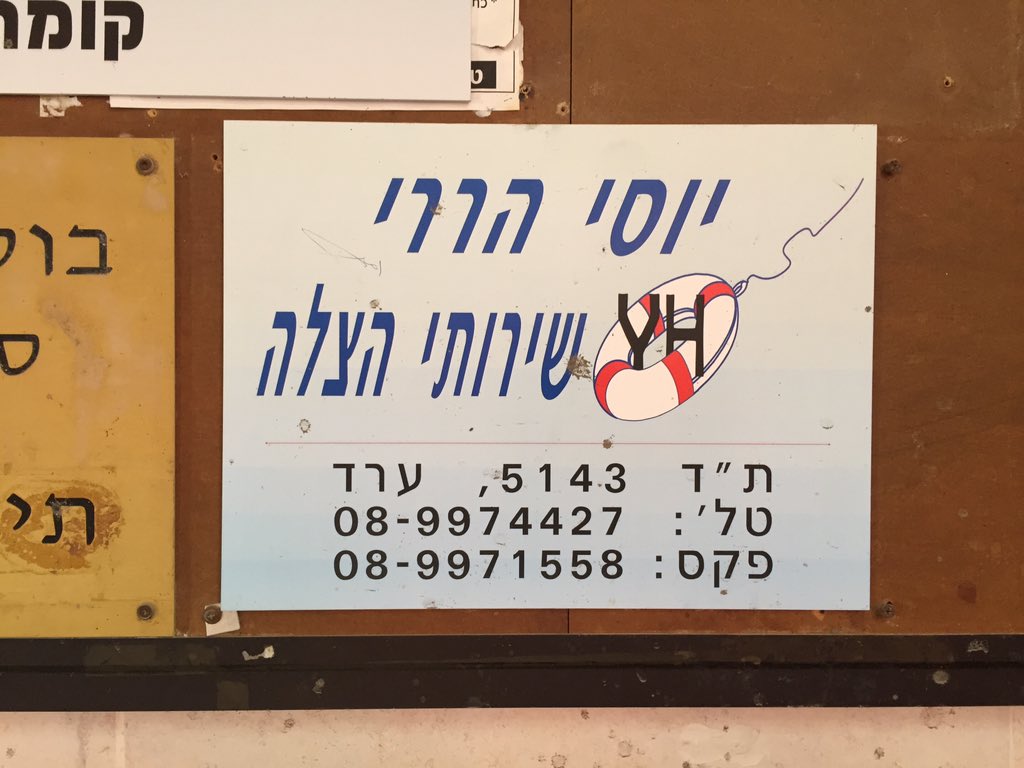 יוסי הררי
שירותי הצלה
YH
ת"ד 5143, ערד
טל': 08-9974427
פקס: 08-9971558